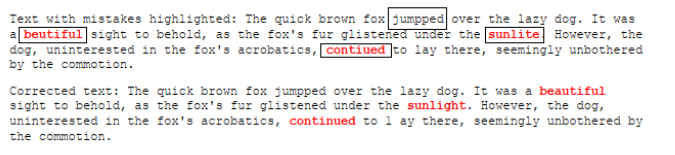 Text with mistakes highlighted: The quick brown fox jumpped over the lazy dog. It was
a beutiful sight to behold, as the fox's fur glistened under the sunlite. However, the
dog, uninterested in the fox's acrobatics, contiued to lay there, seemingly unbothered
by the commotion.
Corrected text: The quick brown fox jumpped over the lazy dog. It was a beautiful
sight to behold, as the fox's fur glistened under the sunlight. However, the dog,
uninterested in the fox's acrobatics, continued to l ay there, seemingly unbothered by
the commotion.